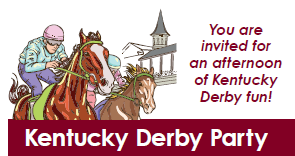 You are
invited for
an afternoon
of Kentucky
Derby fun!
Kentucky Derby Party